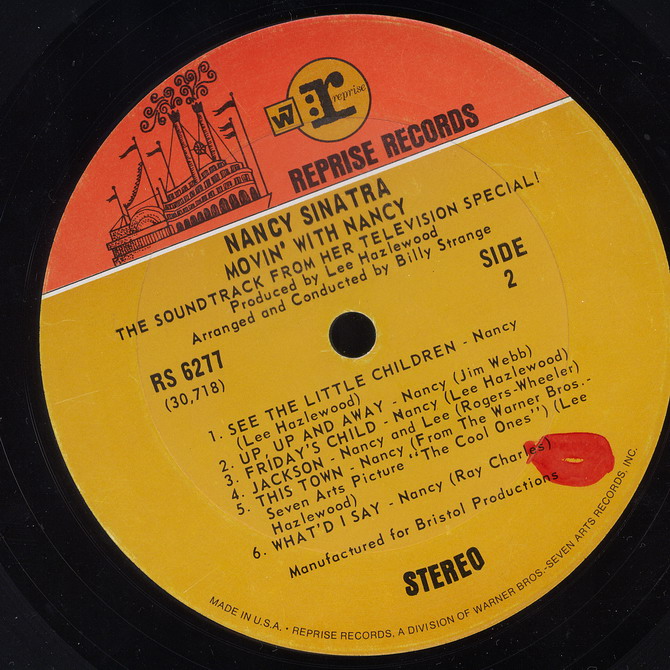 W7
r: reprise
REPRISE RECORDS
NANCY SINATRA
MOVIN' WITH NANCY
THE SOUNDTRACK FROM HER TELEVISION SPECIAL!
Produced by Lee Hazlewood
Arranged and Conducted by Billy Strange
SIDE
2
RS 6277
(30,718)
1. SEE THE LITTLE CHILDREN - Nancy
(Lee Hazlewood)
2. UP, UP AND AWAY - Nancy (Jim Webb)
3. FRIDAY'S CHILD - Nancy (Lee Hazlewood)
4. JACKSON - Nancy and Lee (Rogers-Wheeler)
5. THIS TOWN - Nancy (From The Warner Bros.-
Seven Arts Picture "The Cool Ones") (Lee
Hazlewood)
6. WHAT'D I SAY - Nancy (Ray Charles)
Manufactured for Bristol Productions
STEREO
MADE IN U.S.A. • REPRISE RECORDS, A DIVISION OF WARNER BROS.-SEVEN ARTS RECORDS, INC.